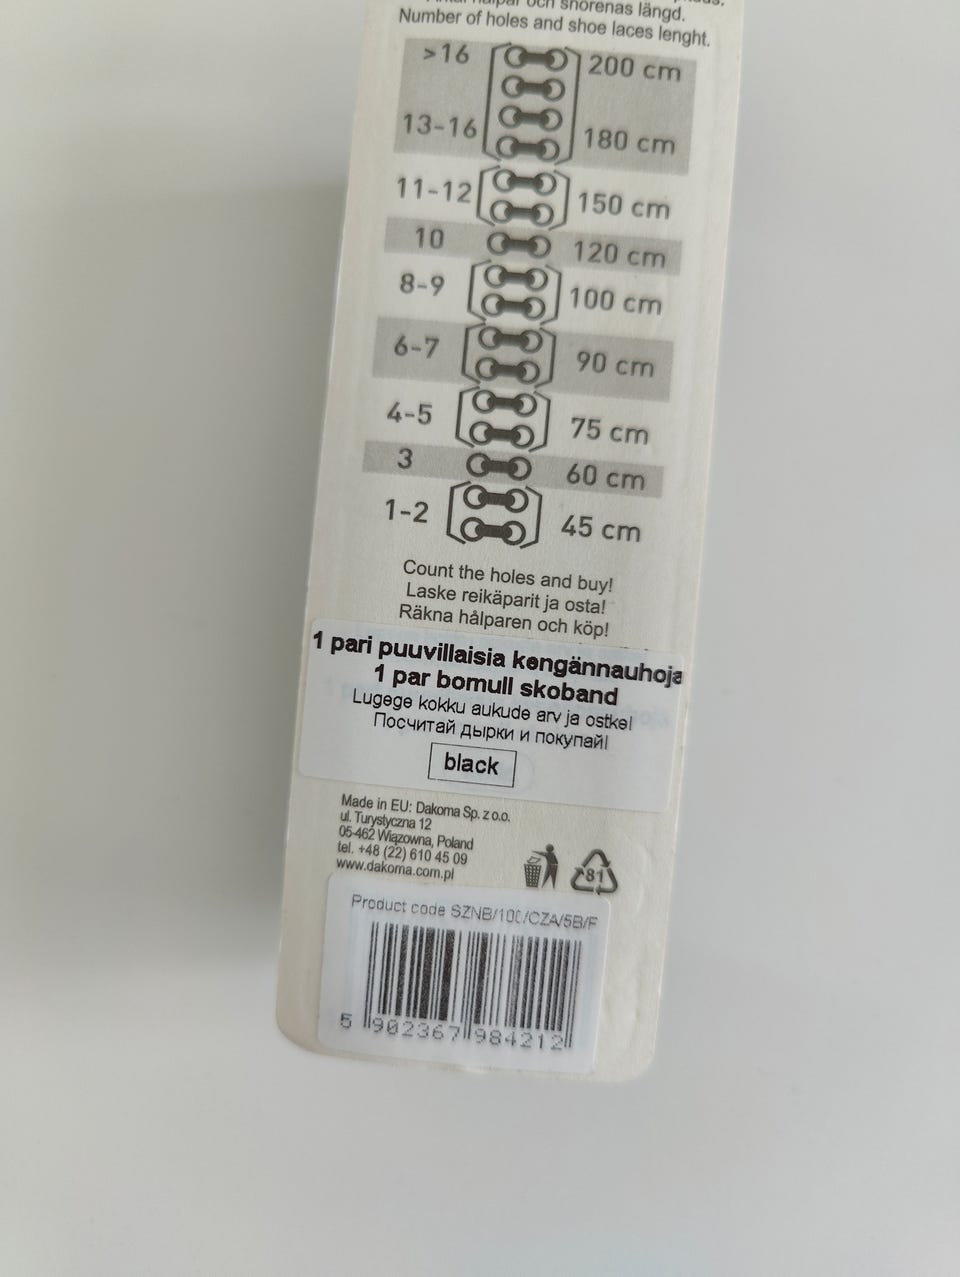 och snörenas längd.
Number of holes and shoe laces lenght.
>16 200 cm
13-16 180 cm
11-12 150 cm
10 120 cm
8-9 100 cm
6-7 90 cm
4-5 75 cm
3 60 cm
1-2 45 cm
Count the holes and buy!
Laske reikäparit ja osta!
Räkna hålparen och köp!
1 pari puuvillaisia kengännauhoja
1 par bomull skoband
Lugege kokku aukude arv ja ostke!
Посчитай дырки и покупай!
black
Made in EU: Dakoma Sp. z o.o.
ul. Turystyczna 12
05-462 Wiązowna, Poland
tel. +48 (22) 610 45 09
www.dakoma.com.pl
81
Product code SZNB/100/CZA/5B/F
5 902367 984212